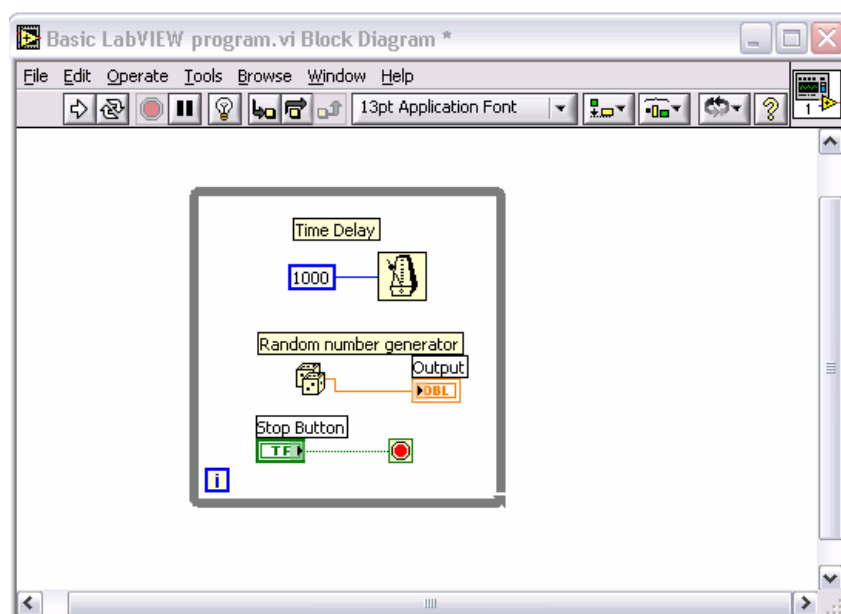 Basic LabVIEW program.vi Block Diagram *
File Edit Operate Tools Browse Window Help
13pt Application Font
1
Time Delay
1000
Random number generator
Output
DBL
Stop Button
TF
i